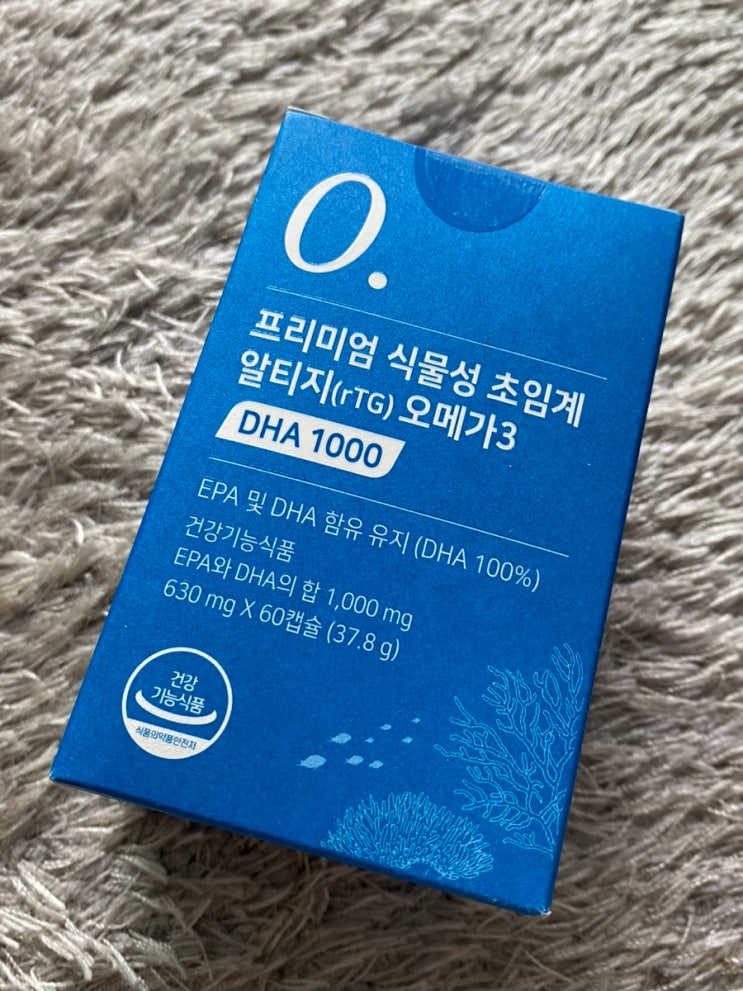 O.
프리미엄 식물성 초임계
알티지(rTG) 오메가3
DHA 1000
EPA 및 DHA 함유 유지 (DHA 100%)
건강기능식품
EPA와 DHA의 합 1,000 mg
630 mg X 60캡슐 (37.8 g)
건강
기능식품
식품의약품안전처